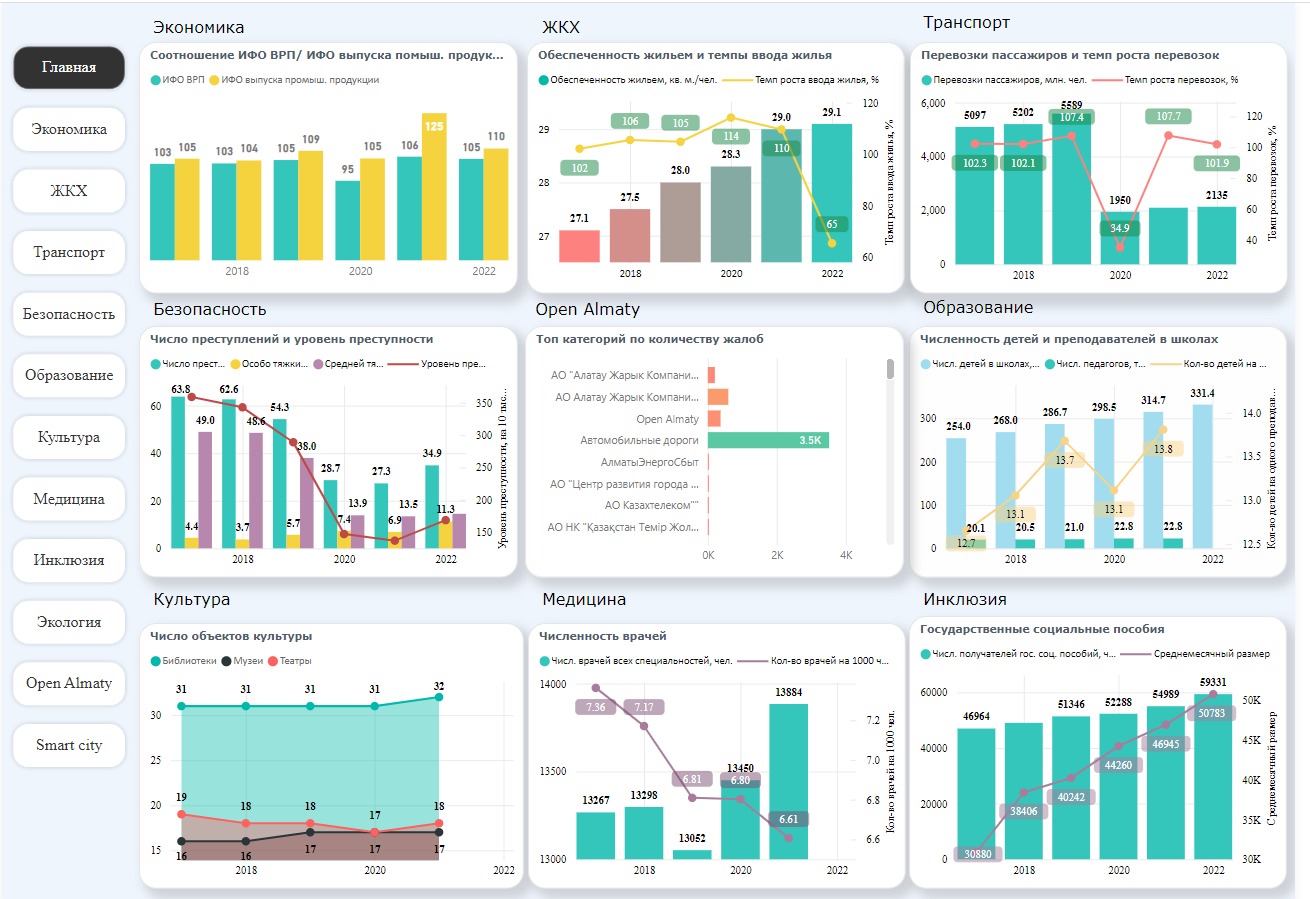 Главная
Экономика
ЖКХ
Транспорт
Безопасность
Образование
Культура
Медицина
Инклюзия
Экология
Open Almaty
Smart city
Экономика
Соотношение ИФО ВРП/ ИФО выпуска помыш. продук...
ИФО ВРП ИФО выпуска промыш. продукции
103 105 103 104 105 109 95 105 106 125 105 110
2018 2020 2022
ЖКХ
Обеспеченность жильем и темпы ввода жилья
Обеспеченность жильем, кв. м./чел. Темп роста ввода жилья, %
29
28
27
27.1 27.5 28.0 28.3 29.0 29.1
102 106 105 114 110 65
120
100
80
60
Темп роста ввода жилья, %
2018 2020 2022
Транспорт
Перевозки пассажиров и темп роста перевозок
Перевозки пассажиров, млн. чел. Темп роста перевозок, %
6,000
4,000
2,000
0
5097 5202 5589 1950 2135
102.3 102.1 107.4 34.9 107.7 101.9
120
100
80
60
40
Темп роста перевозок, %
2018 2020 2022
Безопасность
Число преступлений и уровень преступности
Число прест... Особо тяжки... Средней тя... Уровень пре...
60
40
20
0
63.8 62.6 54.3 28.7 27.3 34.9
4.4 3.7 5.7 7.4 6.9 11.3
49.0 48.6 38.0 13.9 13.5
350
300
250
200
150
Уровень преступности, на 10 тыс...
2018 2020 2022
Open Almaty
Топ категорий по количеству жалоб
АО "Алатау Жарык Компани...
АО Алатау Жарык Компани...
Open Almaty
Автомобильные дороги 3.5K
АлматыЭнергоСбыт
АО "Центр развития города ...
АО Казахтелеком""
АО НК "Қазақстан Темір Жол...
0K 2K 4K
Образование
Численность детей и преподавателей в школах
Числ. детей в школах,... Числ. педагогов, т... Кол-во детей на ...
300
200
100
0
254.0 268.0 286.7 298.5 314.7 331.4
12.7 13.1 13.7 13.1 13.8
20.1 20.5 21.0 22.8 22.8
14.0
13.5
13.0
12.5
Кол-во детей на одного преподав...
2018 2020 2022
Культура
Число объектов культуры
Библиотеки Музеи Театры
30
25
20
15
31 31 31 31 32
19 18 18 17 18
16 16 17 17 17
2018 2020 2022
Медицина
Численность врачей
Числ. врачей всех специальностей, чел. Кол-во врачей на 1000 ч...
14000
13500
13000
13267 13298 13052 13450 13884
7.36 7.17 6.81 6.80 6.61
7.2
7.0
6.8
6.6
Кол-во врачей на 1000 чел.
2018 2020 2022
Инклюзия
Государственные социальные пособия
Числ. получателей гос. соц. пособий, ч... Среднемесячный размер
60000
40000
20000
0
46964 51346 52288 54989 59331
30880 38406 40242 44260 46945 50783
50K
45K
40K
35K
30K
Среднемесячный размер
2018 2020 2022